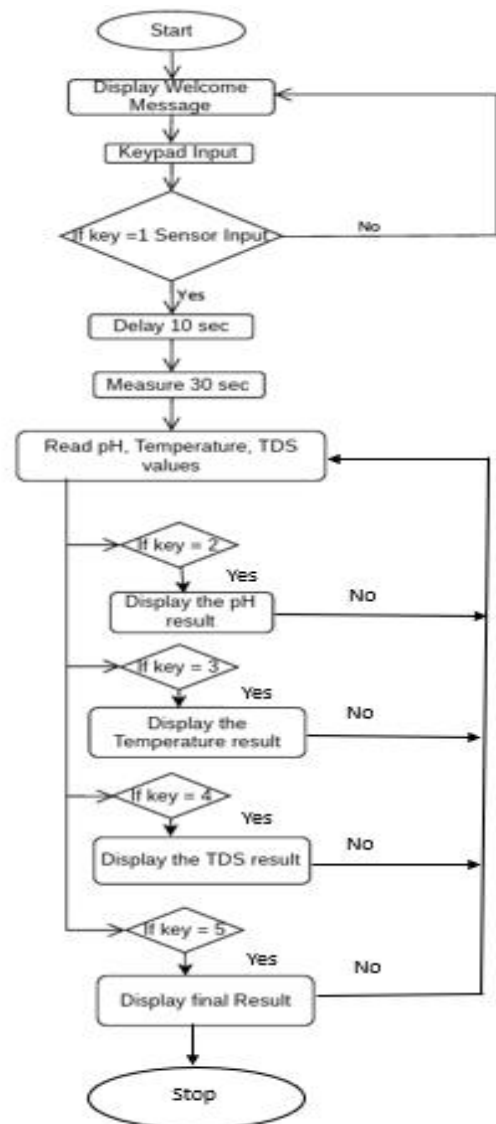 Start
Display Welcome
Message
Keypad Input
If key =1 Sensor Input
No
Yes
Delay 10 sec
Measure 30 sec
Read pH, Temperature, TDS
values
If key = 2
Yes
Display the pH
result
No
If key = 3
Yes
Display the
Temperature result
No
If key = 4
Yes
Display the TDS result
No
If key = 5
Yes
Display final Result
No
Stop